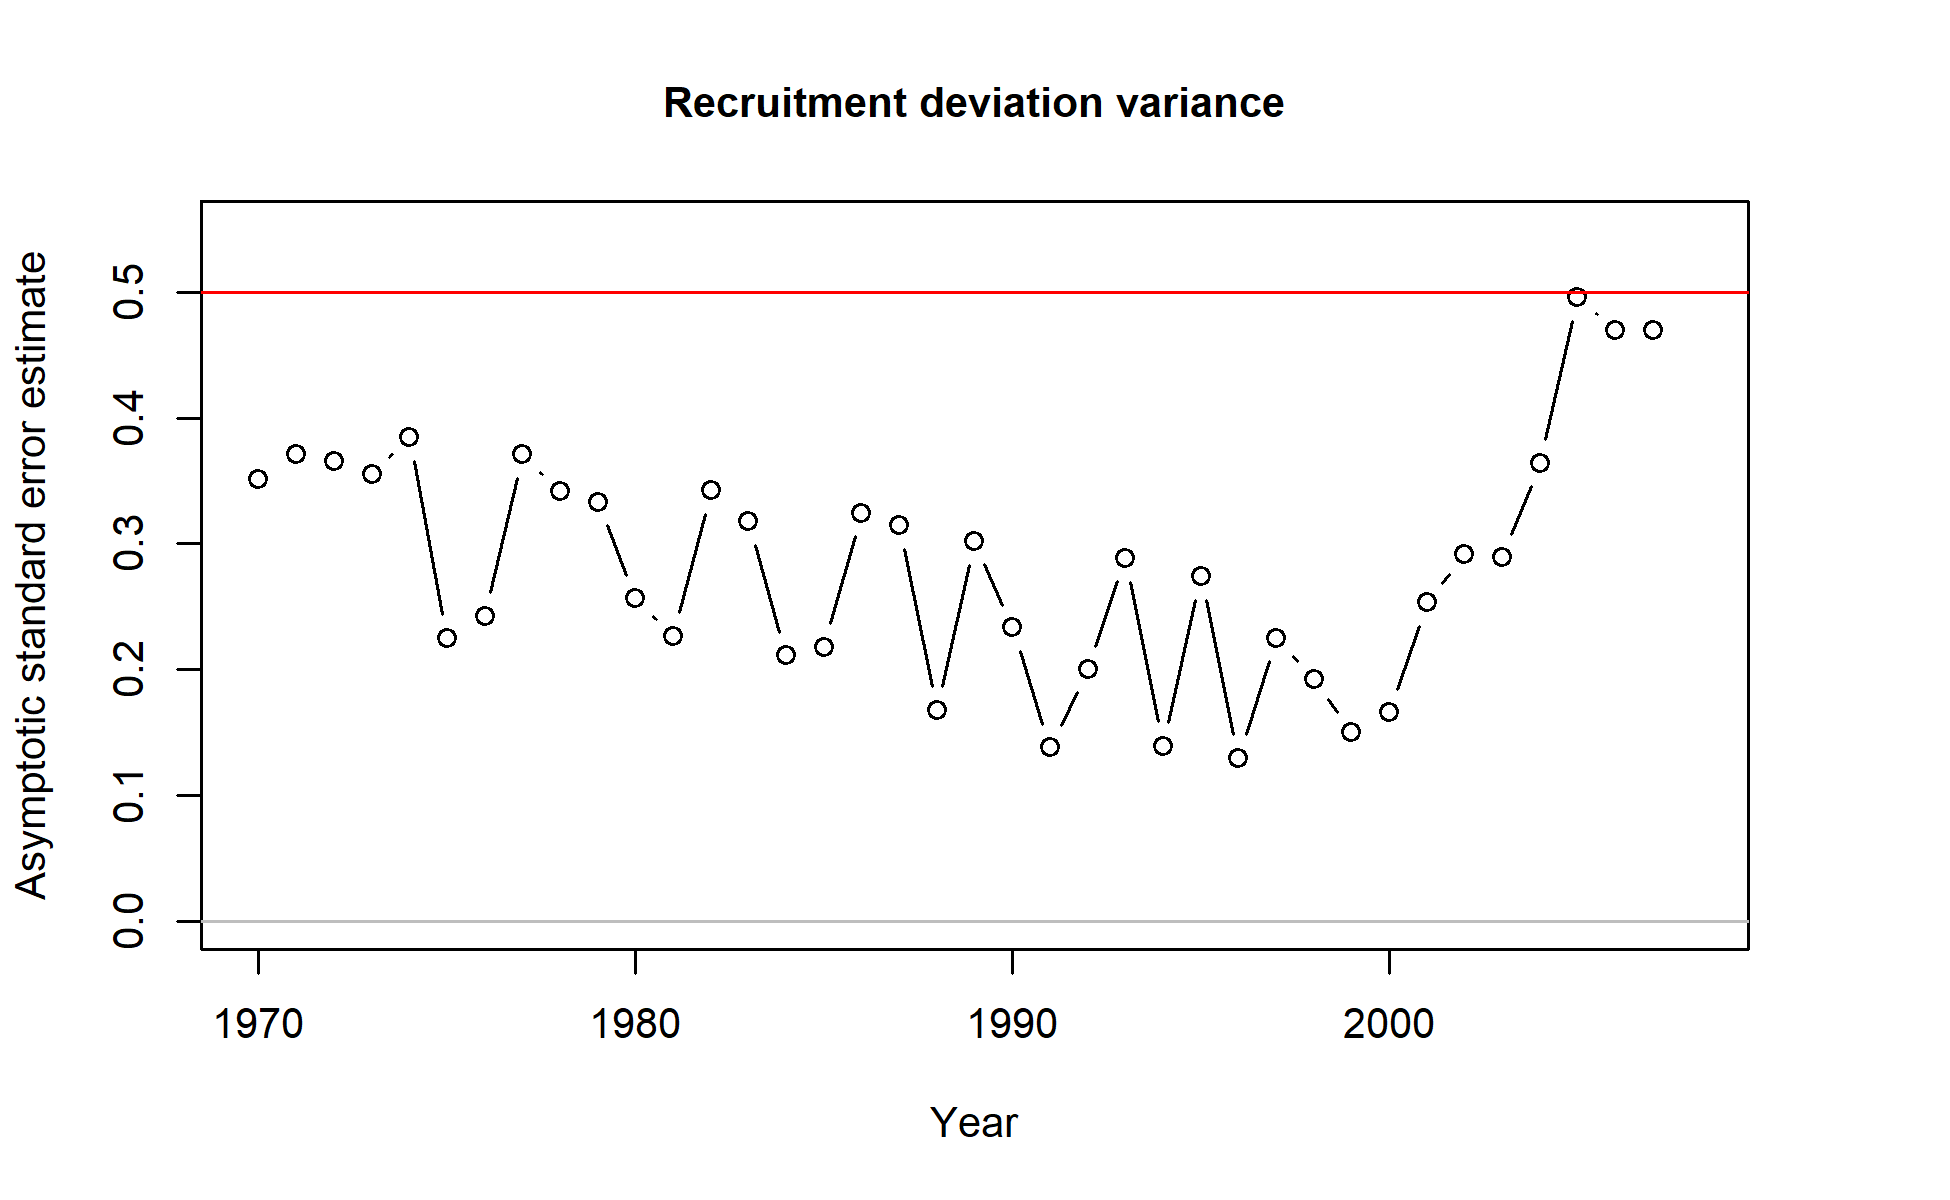 Recruitment deviation variance
Asymptotic standard error estimate
0.5
0.4
0.3
0.2
0.1
0.0
1970 1980 1990 2000
Year